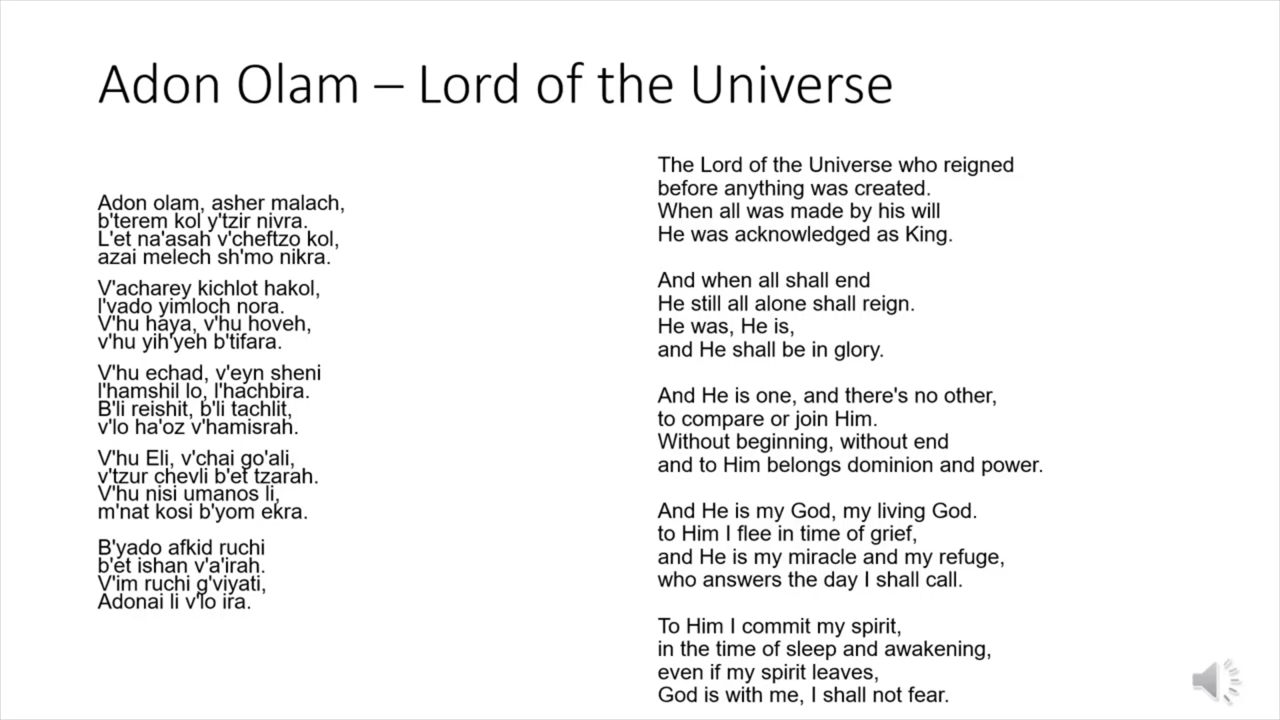 Adon Olam – Lord of the Universe
Adon olam, asher malach,
b'terem kol y'tzir nivra.
L'et na'asah v'cheftzo kol,
azai melech sh'mo nikra.
V'acharey kichlot hakol,
l'vado yimloch nora.
V'hu haya, v'hu hoveh,
v'hu yih'yeh b'tifara.
V'hu echad, v'eyn sheni
l'hamshil lo, l'hachbira.
B'li reishit, b'li tachlit,
v'lo ha'oz v'hamisrah.
V'hu Eli, v'chai go'ali,
v'tzur chevli b'et tzarah.
V'hu nisi umanos li,
m'nat kosi b'yom ekra.
B'yado afkid ruchi
b'et ishan v'a'irah.
V'im ruchi g'viyati,
Adonai li v'lo ira.
The Lord of the Universe who reigned
before anything was created.
When all was made by his will
He was acknowledged as King.
And when all shall end
He still all alone shall reign.
He was, He is,
and He shall be in glory.
And He is one, and there's no other,
to compare or join Him.
Without beginning, without end
and to Him belongs dominion and power.
And He is my God, my living God.
to Him I flee in time of grief,
and He is my miracle and my refuge,
who answers the day I shall call.
To Him I commit my spirit,
in the time of sleep and awakening,
even if my spirit leaves,
God is with me, I shall not fear.